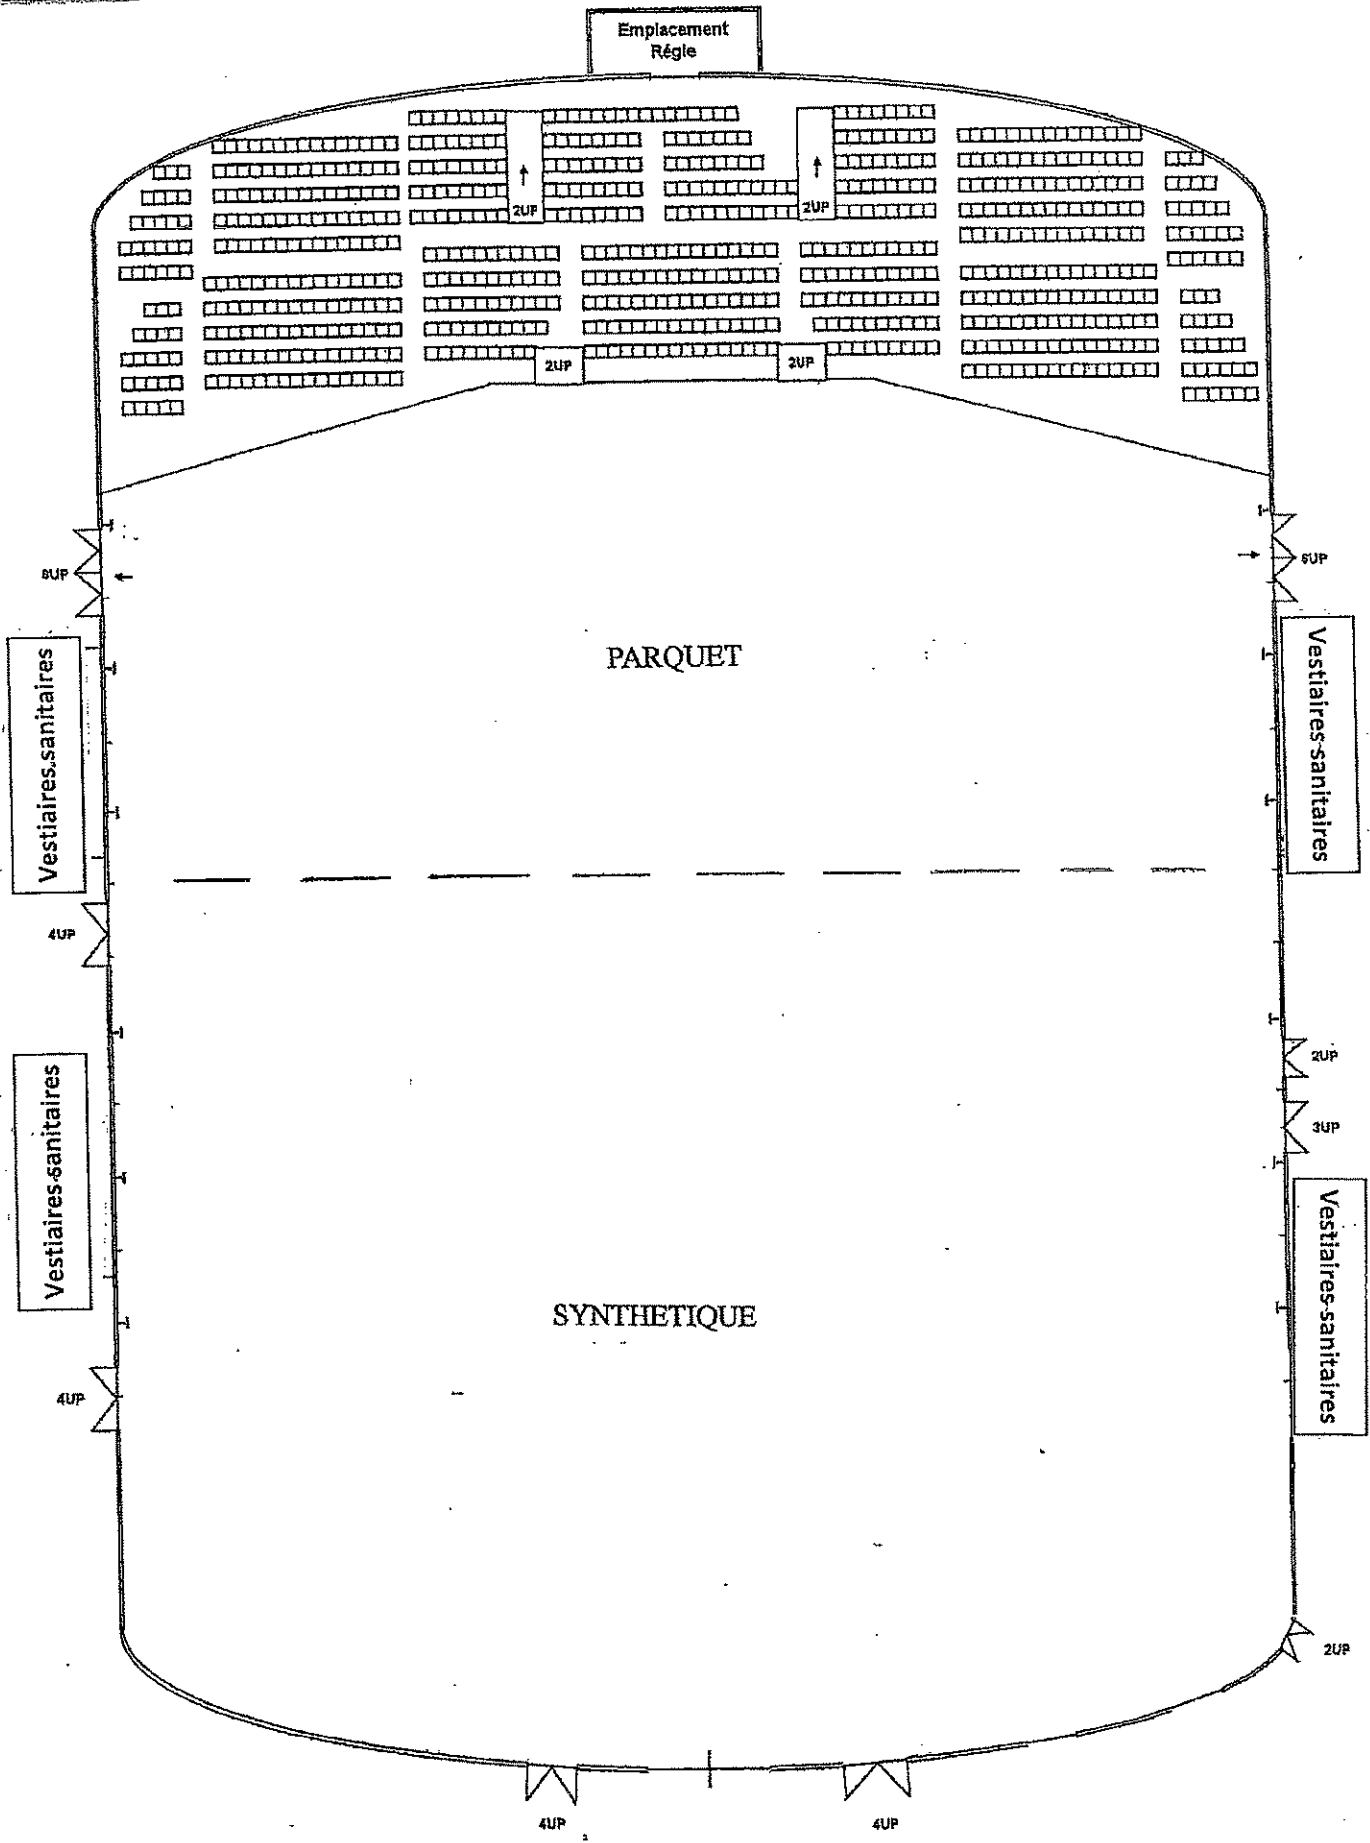 Emplacement
Régie
2UP
2UP
2UP
2UP
6UP
6UP
PARQUET
Vestiaires-sanitaires
Vestiaires-sanitaires
4UP
2UP
3UP
Vestiaires-sanitaires
Vestiaires-sanitaires
SYNTHETIQUE
4UP
2UP
4UP
4UP